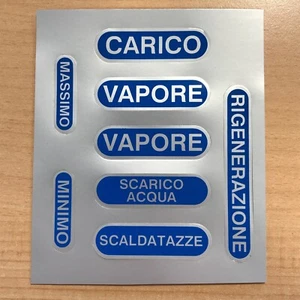 CARICO
MASSIMO
VAPORE
RIGENERAZIONE
VAPORE
MINIMO
SCARICO
ACQUA
SCALDATAZZE